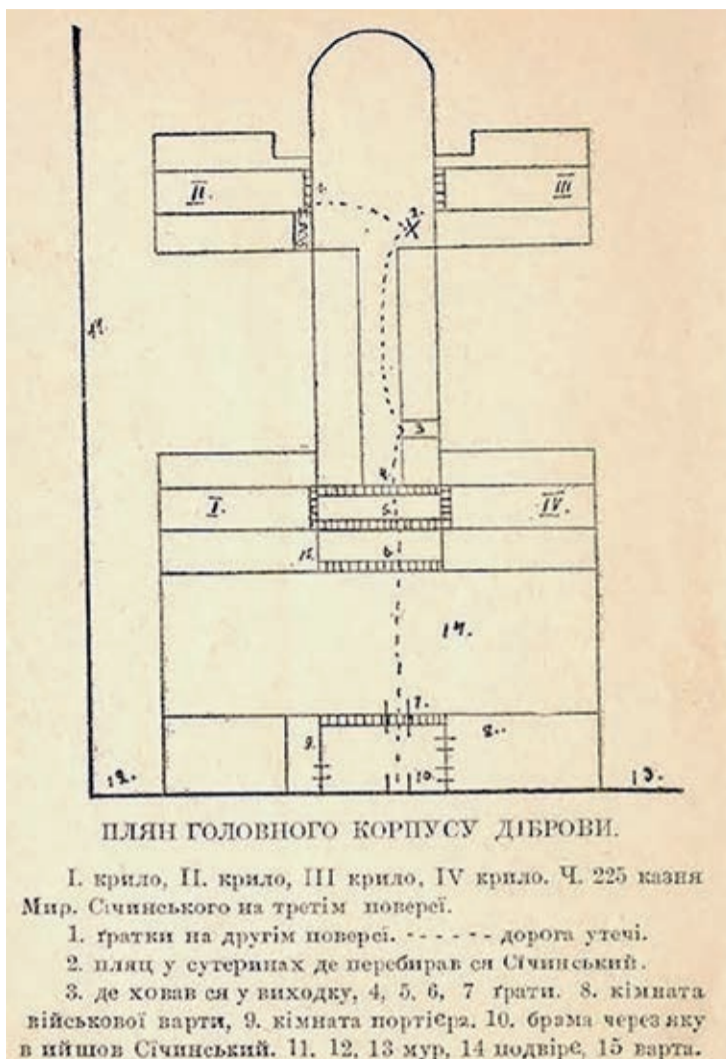 II.
III
1.
2.
X
11.
3
4.
I.
5.
IV.
15.
6.
14.
7.
9.
8..
12.
10.
13.
ПЛЯН ГОЛОВНОГО КОРПУСУ ДІБРОВИ.
I. крило, II. крило, III крило, IV крило. Ч. 225 казня
Мир. Січинського на третім поверсї.
1. ґратки на другім поверсї. - - - - - - дорога утечі.
2. пляц у сутеринах де перебирав ся Січинський.
3. де ховав ся у виходку, 4, 5, 6, 7 ґрати. 8. кімната
військової варти, 9. кімната портієра. 10. брама через яку
в ийшов Січинський. 11. 12, 13 мур, 14 подвірє, 15 варта.